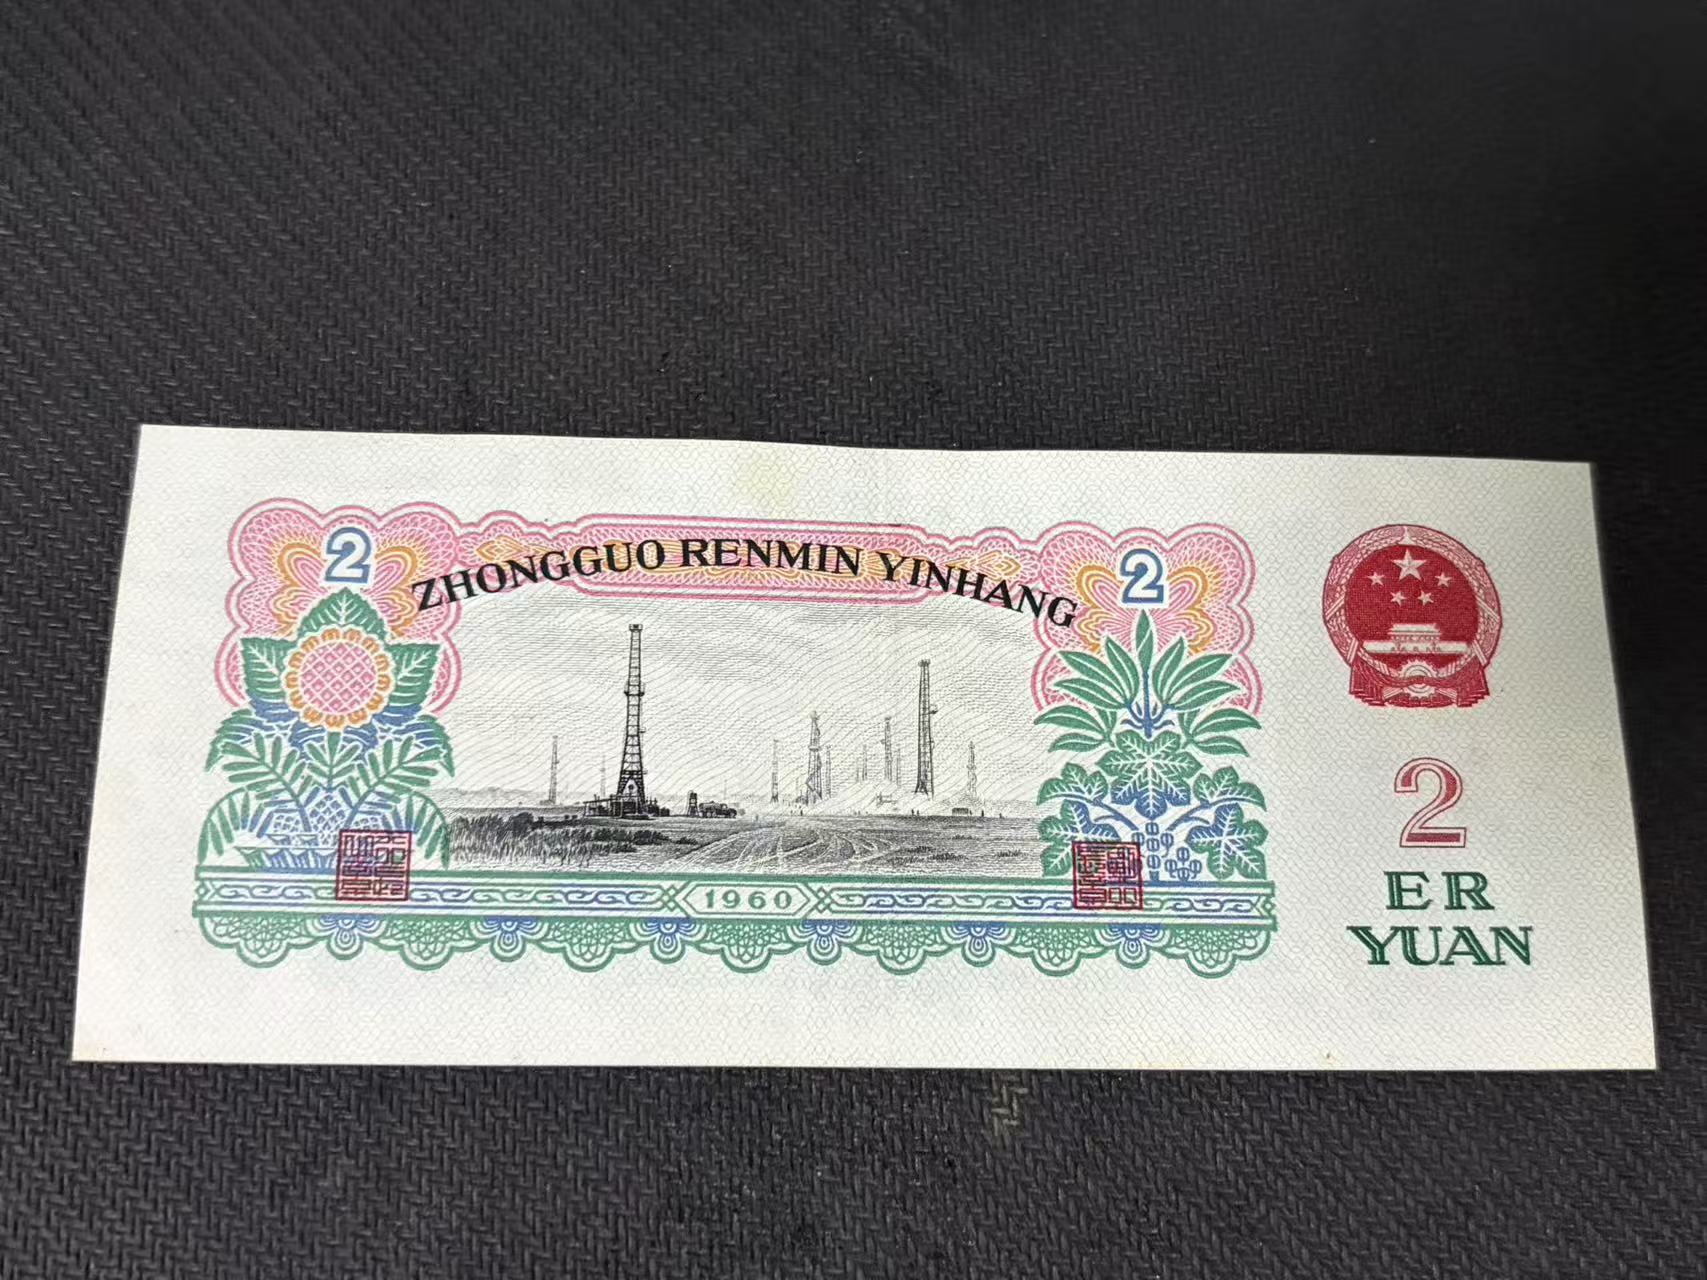 2
2
ZHONGGUO RENMIN YINHANG
1960
2
ER
YUAN